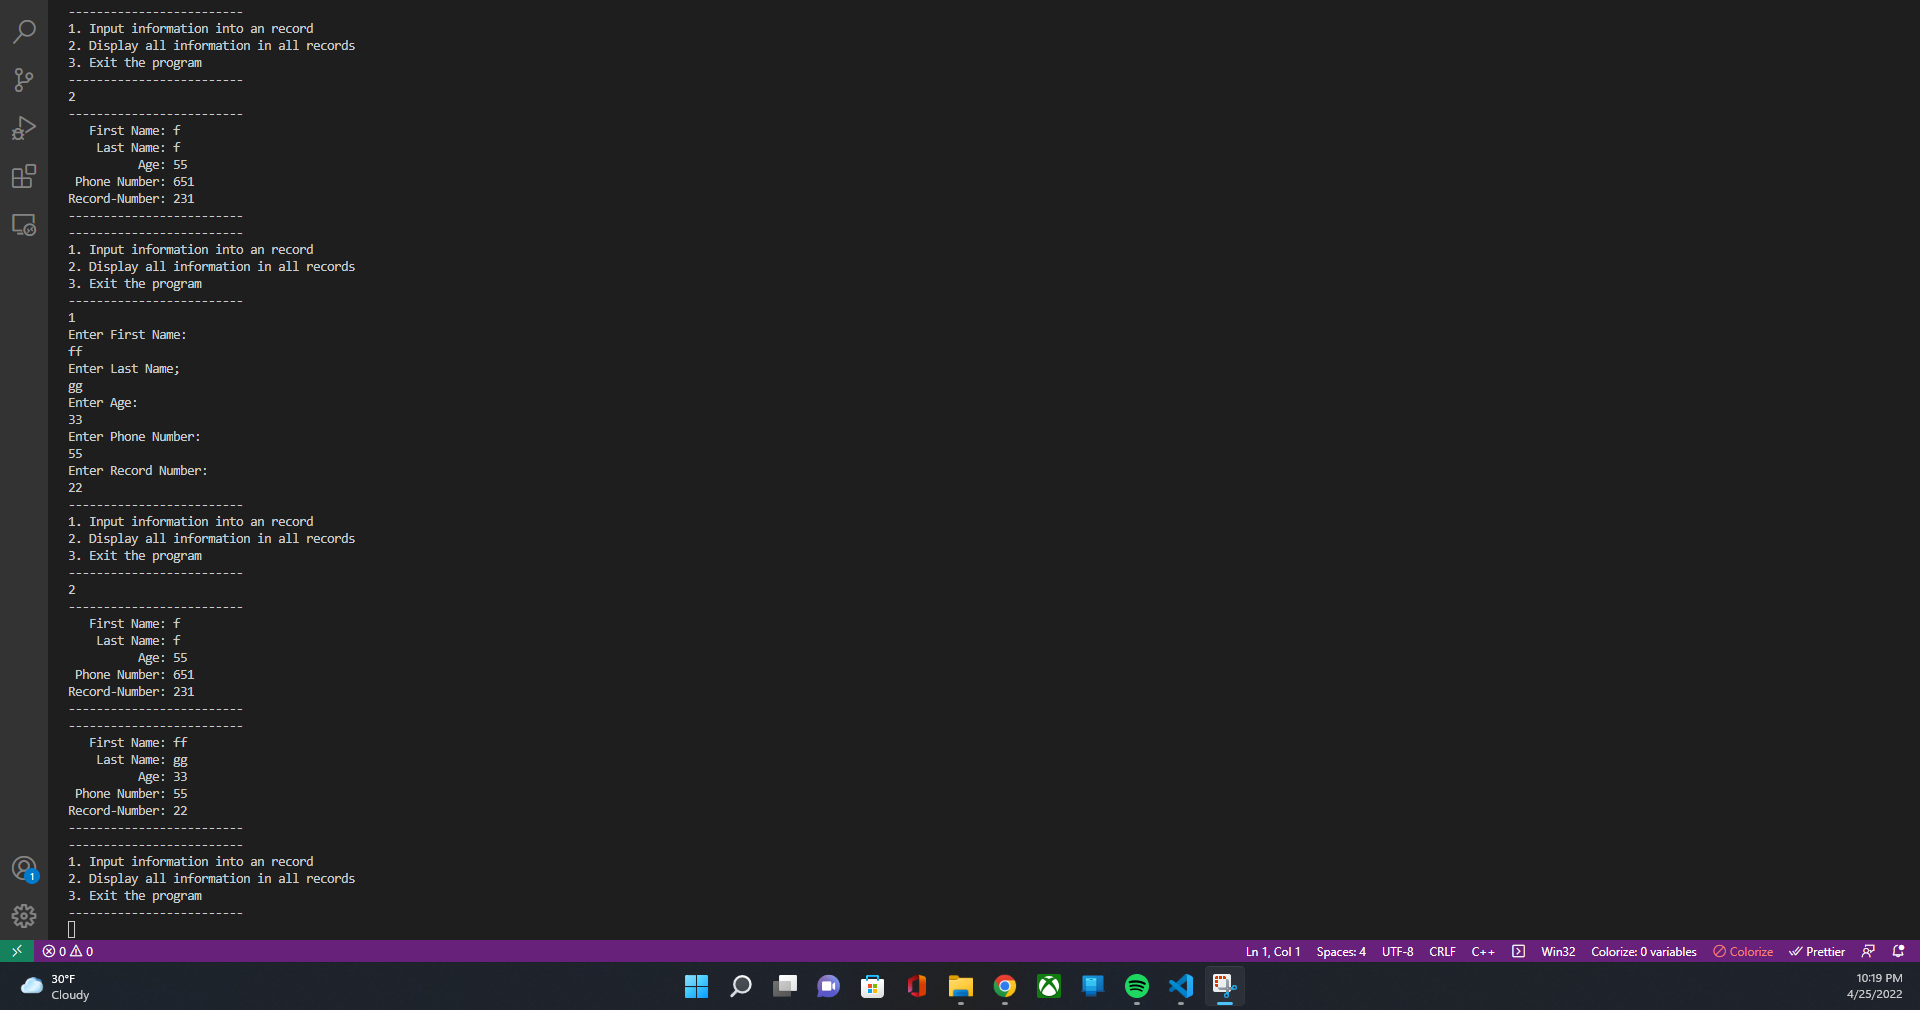 -------------------------
1. Input information into an record
2. Display all information in all records
3. Exit the program
-------------------------
2
-------------------------
   First Name: f
    Last Name: f
          Age: 55
 Phone Number: 651
Record-Number: 231
-------------------------
-------------------------
1. Input information into an record
2. Display all information in all records
3. Exit the program
-------------------------
1
Enter First Name:
ff
Enter Last Name;
gg
Enter Age:
33
Enter Phone Number:
55
Enter Record Number:
22
-------------------------
1. Input information into an record
2. Display all information in all records
3. Exit the program
-------------------------
2
-------------------------
   First Name: f
    Last Name: f
          Age: 55
 Phone Number: 651
Record-Number: 231
-------------------------
-------------------------
   First Name: ff
    Last Name: gg
          Age: 33
 Phone Number: 55
Record-Number: 22
-------------------------
-------------------------
1. Input information into an record
2. Display all information in all records
3. Exit the program
-------------------------
1
0 0 Ln 1, Col 1 Spaces: 4 UTF-8 CRLF C++ Win32 Colorize: 0 variables Colorize Prettier
30°F
Cloudy
10:19 PM
4/25/2022